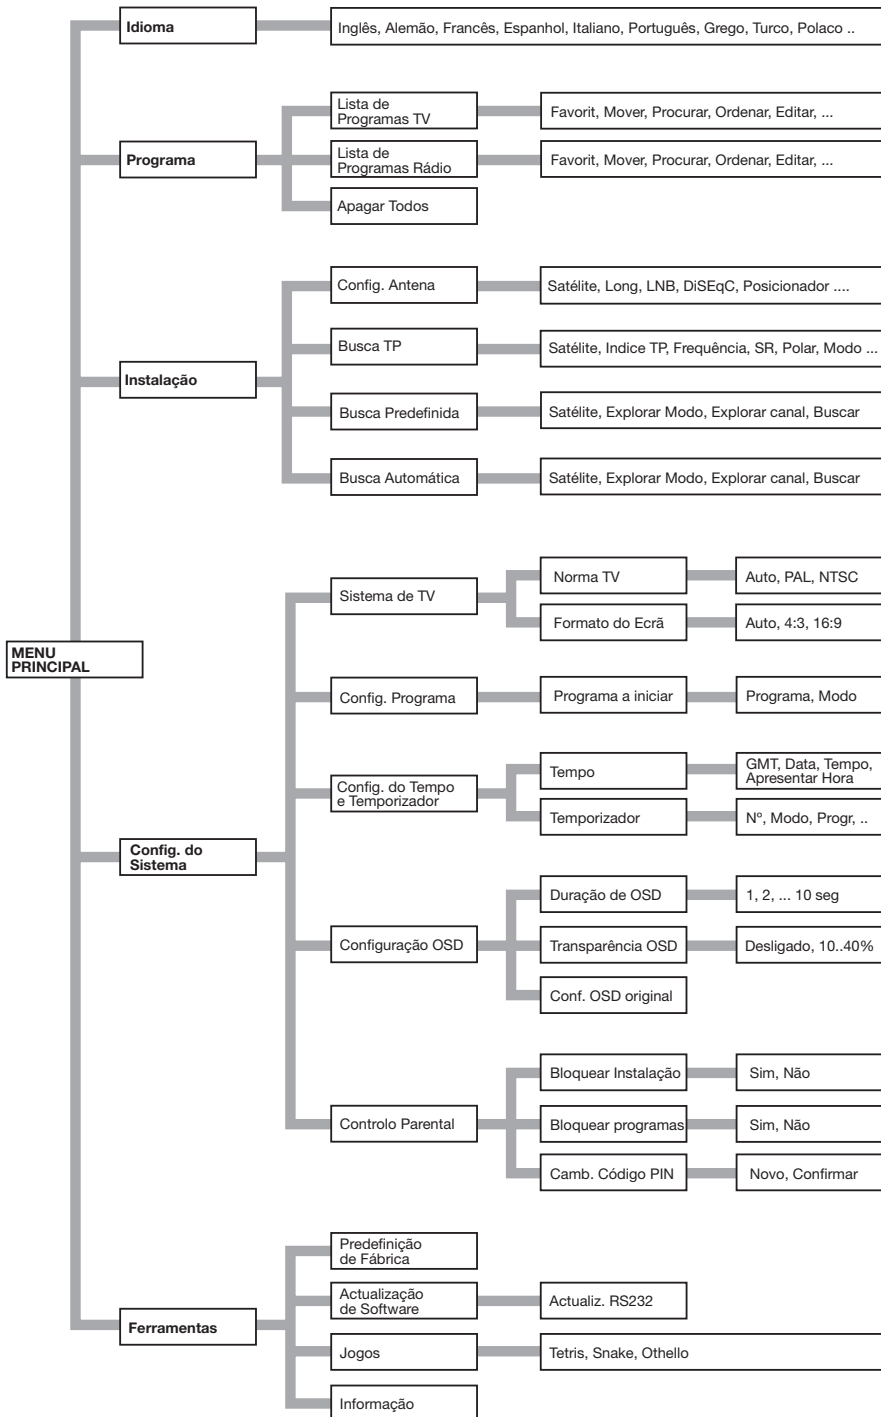 Idioma
Inglês, Alemão, Francês, Espanhol, Italiano, Português, Grego, Turco, Polaco ..
Lista de
Programas TV
Favorit, Mover, Procurar, Ordenar, Editar, ...
Programa
Lista de
Programas Rádio
Favorit, Mover, Procurar, Ordenar, Editar, ...
Apagar Todos
Config. Antena
Satélite, Long, LNB, DiSEqC, Posicionador ....
Busca TP
Satélite, Indice TP, Frequência, SR, Polar, Modo ...
Instalação
Busca Predefinida
Satélite, Explorar Modo, Explorar canal, Buscar
Busca Automática
Satélite, Explorar Modo, Explorar canal, Buscar
Sistema de TV
Norma TV
Auto, PAL, NTSC
Formato do Ecrã
Auto, 4:3, 16:9
MENU
PRINCIPAL
Config. Programa
Programa a iniciar
Programa, Modo
Config. do Tempo
e Temporizador
Tempo
GMT, Data, Tempo,
Apresentar Hora
Temporizador
Nº, Modo, Progr, ..
Config. do
Sistema
Configuração OSD
Duração de OSD
1, 2, ... 10 seg
Transparência OSD
Desligado, 10..40%
Conf. OSD original
Controlo Parental
Bloquear Instalação
Sim, Não
Bloquear programas
Sim, Não
Camb. Código PIN
Novo, Confirmar
Ferramentas
Predefinição
de Fábrica
Actualização
de Software
Actualiz. RS232
Jogos
Tetris, Snake, Othello
Informação